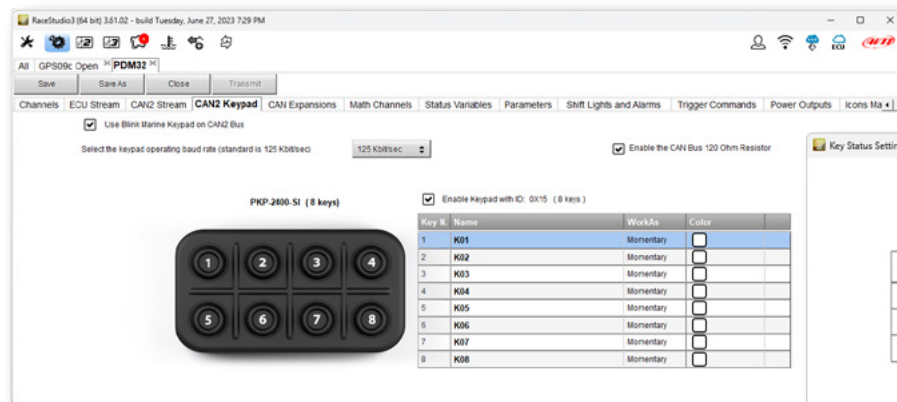 RaceStudio3 (64 bit) 3.61.02 - build Tuesday, June 27, 2023 7:29 PM
ECU
AiM
All GPS09c Open PDM32
Save Save As Close Transmit
Channels ECU Stream CAN2 Stream CAN2 Keypad CAN Expansions Math Channels Status Variables Parameters Shift Lights and Alarms Trigger Commands Power Outputs Icons Ma
Use Blink Marine Keypad on CAN2 Bus
Select the keypad operating baud rate (standard is 125 Kbit/sec) 125 Kbit/sec Enable the CAN Bus 120 Ohm Resistor Key Status Settin
PKP-2400-SI ( 8 keys) Enable Keypad with ID: 0X15 ( 8 keys )
Key N. Name WorkAs Color
1 K01 Momentary
2 K02 Momentary
3 K03 Momentary
4 K04 Momentary
5 K05 Momentary
6 K06 Momentary
7 K07 Momentary
8 K08 Momentary
1 2 3 4
5 6 7 8